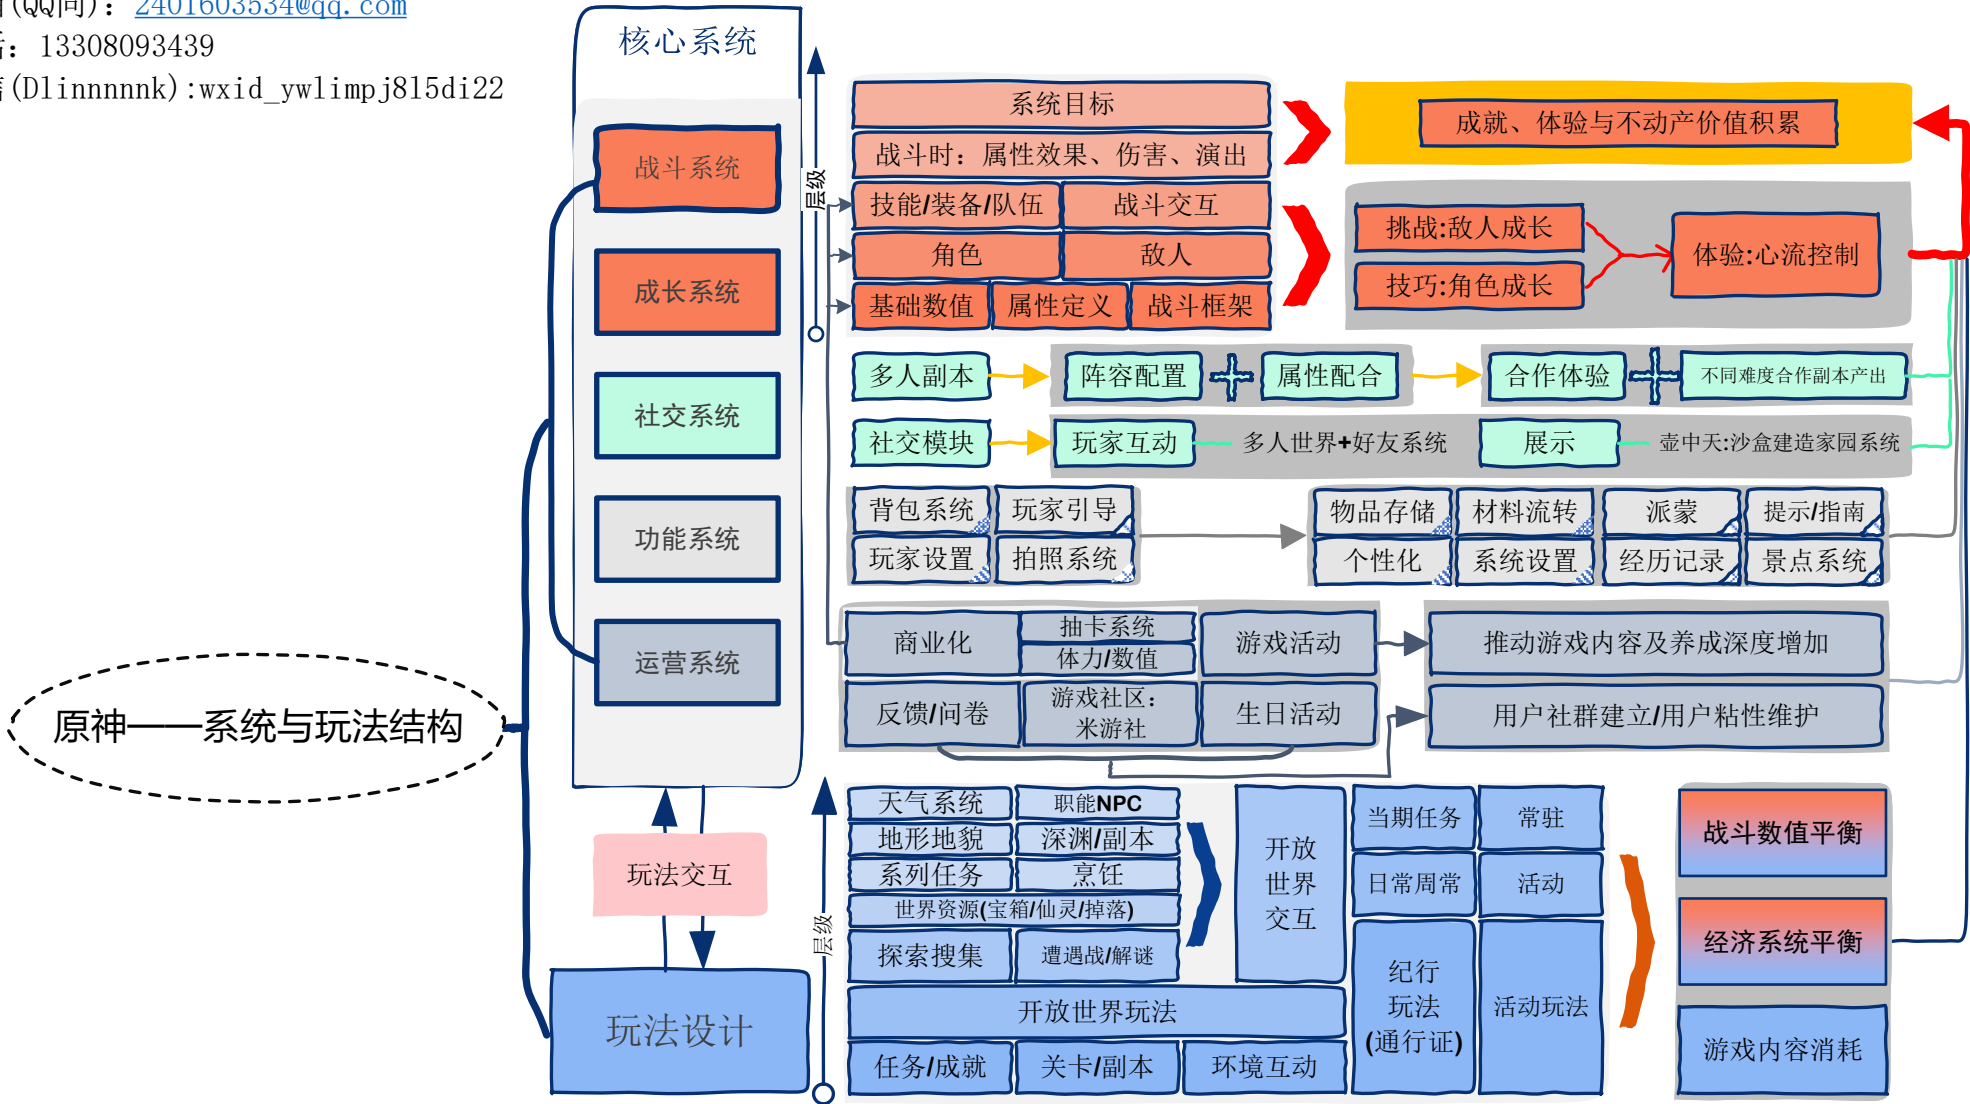 (QQ同): 2401603534@qq.com
: 13308093439
(Dlinnnnnk):wxid_ywlimpj8l5di22
核心系统
战斗系统
成长系统
社交系统
功能系统
运营系统
原神——系统与玩法结构
玩法交互
玩法设计
层级
系统目标
战斗时：属性效果、伤害、演出
技能/装备/队伍
战斗交互
角色
敌人
基础数值
属性定义
战斗框架
成就、体验与不动产价值积累
挑战:敌人成长
技巧:角色成长
体验:心流控制
多人副本
阵容配置
属性配合
合作体验
不同难度合作副本产出
社交模块
玩家互动
多人世界+好友系统
展示
壶中天:沙盒建造家园系统
背包系统
玩家引导
玩家设置
拍照系统
物品存储
材料流转
派蒙
提示/指南
个性化
系统设置
经历记录
景点系统
商业化
抽卡系统
体力/数值
游戏活动
反馈/问卷
游戏社区：
米游社
生日活动
推动游戏内容及养成深度增加
用户社群建立/用户粘性维护
层级
天气系统
职能NPC
地形地貌
深渊/副本
系列任务
烹饪
世界资源(宝箱/仙灵/掉落)
探索搜集
遭遇战/解谜
开放
世界
交互
开放世界玩法
任务/成就
关卡/副本
环境互动
当期任务
常驻
日常周常
活动
纪行
玩法
(通行证)
活动玩法
战斗数值平衡
经济系统平衡
游戏内容消耗